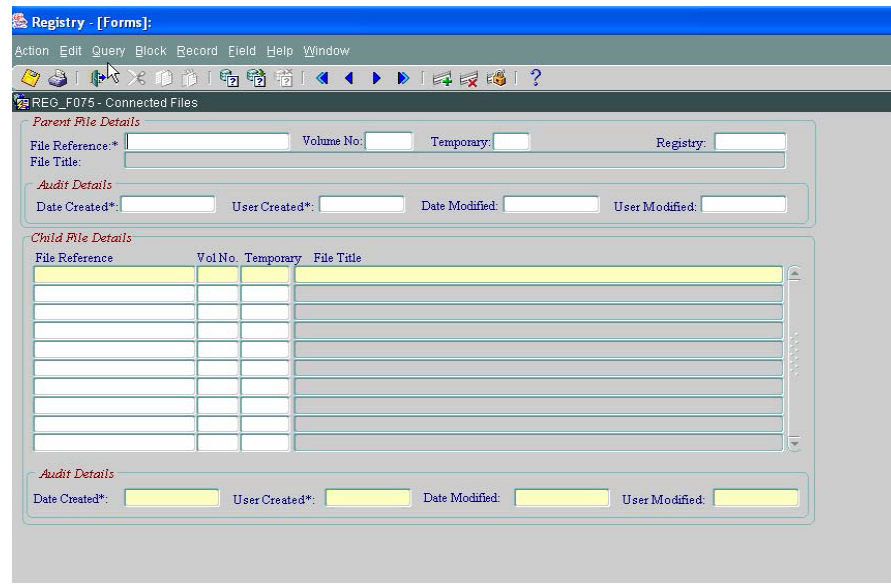 Registry - [Forms]:
Action Edit Query Block Record Field Help Window
?
REG_F075 - Connected Files
Parent File Details
File Reference:* Volume No: Temporary: Registry:
File Title:
Audit Details
Date Created*: User Created*: Date Modified: User Modified:
Child File Details
File Reference Vol No. Temporary File Title
Audit Details
Date Created*: User Created*: Date Modified: User Modified: